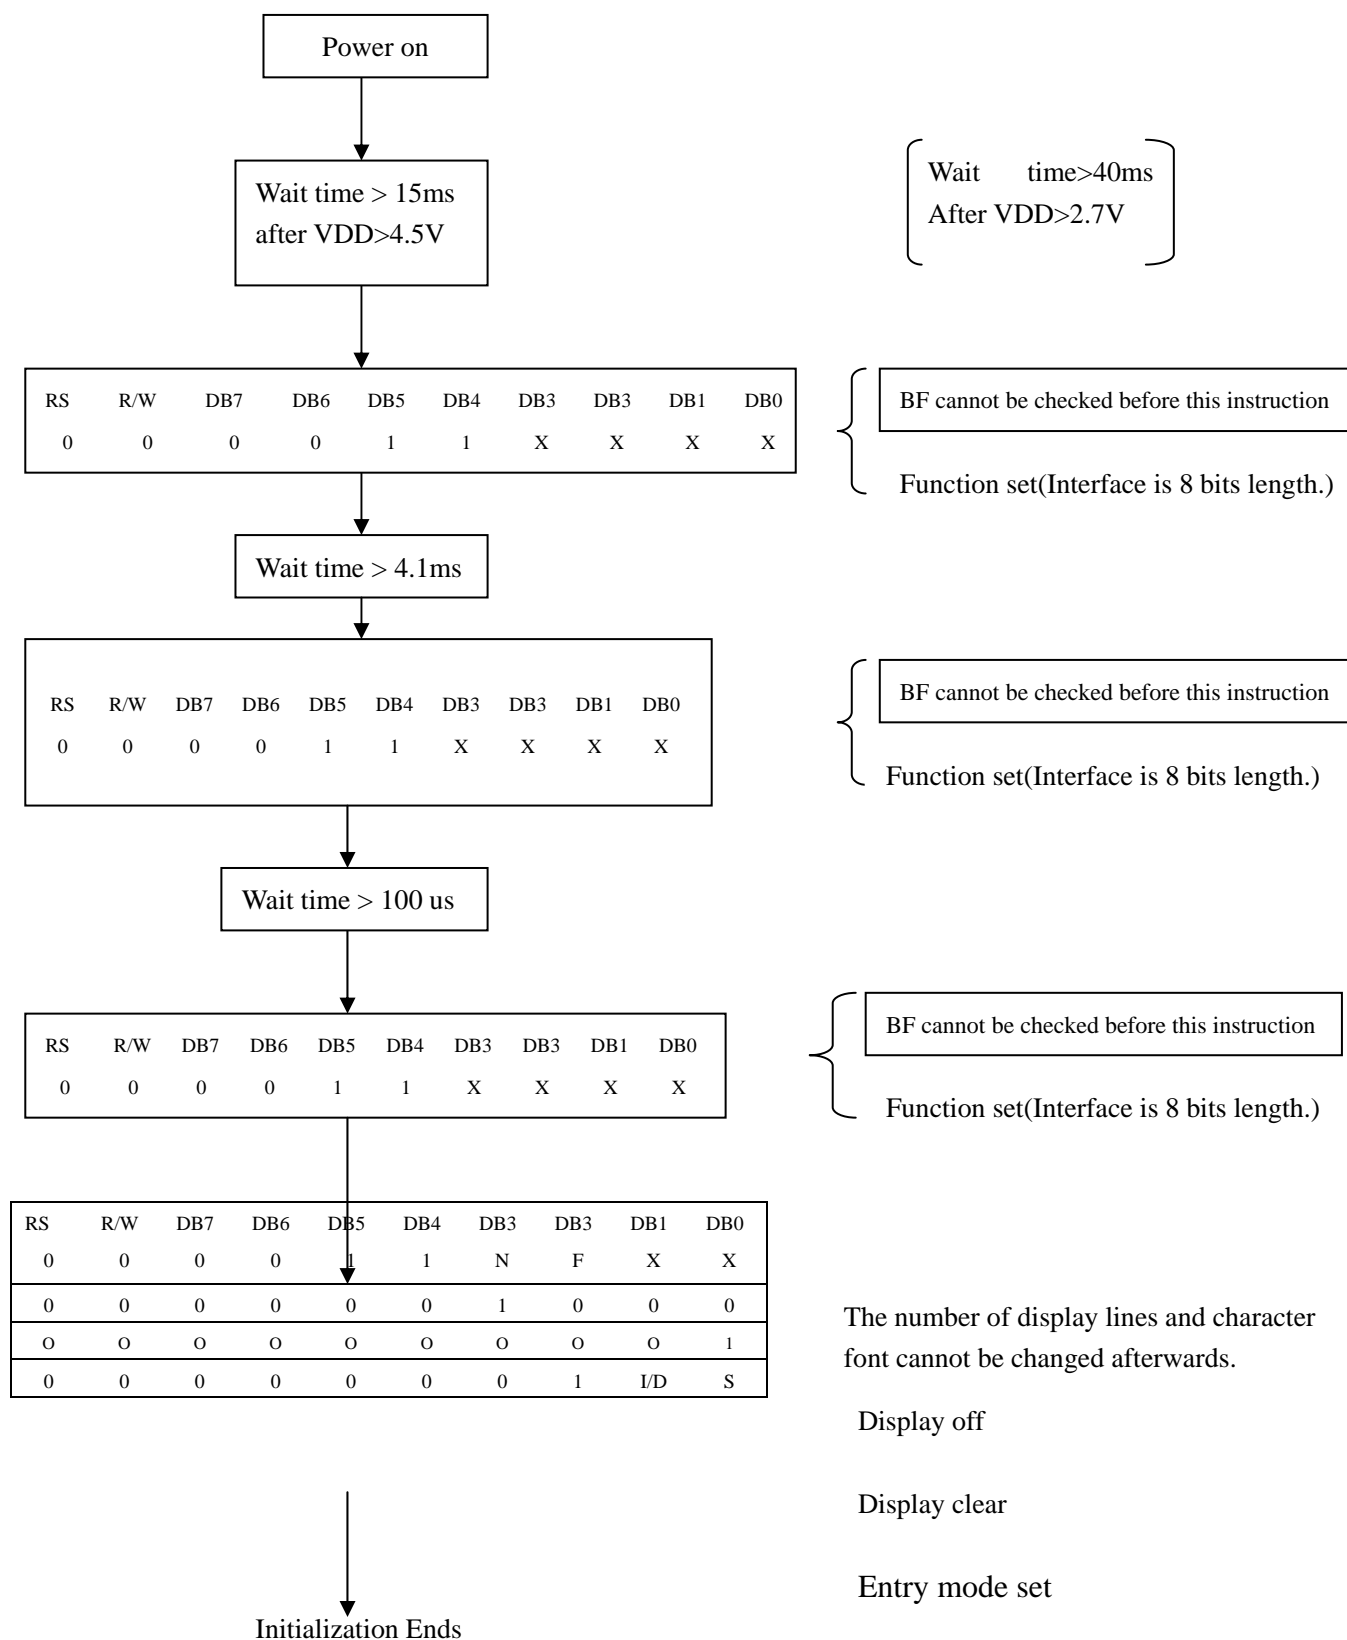 Power on
Wait time > 15ms
after VDD>4.5V
Wait time>40ms
After VDD>2.7V
RS R/W DB7 DB6 DB5 DB4 DB3 DB3 DB1 DB0
0 0 0 0 1 1 X X X X
BF cannot be checked before this instruction
Function set(Interface is 8 bits length.)
Wait time > 4.1ms
RS R/W DB7 DB6 DB5 DB4 DB3 DB3 DB1 DB0
0 0 0 0 1 1 X X X X
BF cannot be checked before this instruction
Function set(Interface is 8 bits length.)
Wait time > 100 us
RS R/W DB7 DB6 DB5 DB4 DB3 DB3 DB1 DB0
0 0 0 0 1 1 X X X X
BF cannot be checked before this instruction
Function set(Interface is 8 bits length.)
RS R/W DB7 DB6 DB5 DB4 DB3 DB3 DB1 DB0
0 0 0 0 1 1 N F X X
0 0 0 0 0 0 1 0 0 0
O O O O O O O O O 1
0 0 0 0 0 0 0 1 I/D S
The number of display lines and character
font cannot be changed afterwards.
Display off
Display clear
Entry mode set
Initialization Ends